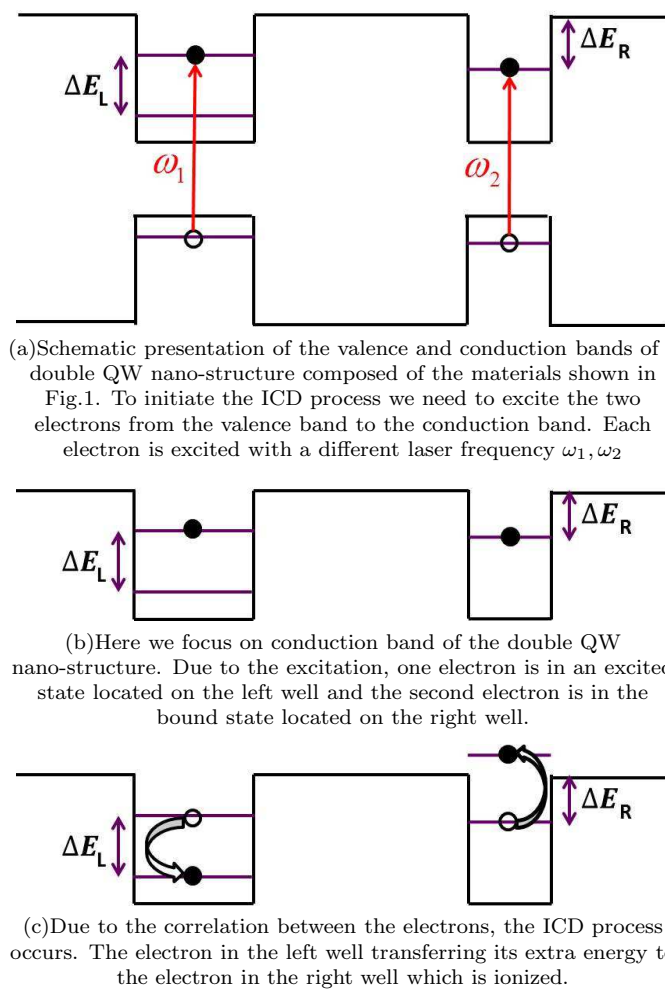 ΔE_R
ΔE_L
ω₁
ω₂
(a)Schematic presentation of the valence and conduction bands of
double QW nano-structure composed of the materials shown in
Fig.1. To initiate the ICD process we need to excite the two
electrons from the valence band to the conduction band. Each
electron is excited with a different laser frequency ω₁, ω₂
ΔE_R
ΔE_L
(b)Here we focus on conduction band of the double QW
nano-structure. Due to the excitation, one electron is in an excited
state located on the left well and the second electron is in the
bound state located on the right well.
ΔE_R
ΔE_L
(c)Due to the correlation between the electrons, the ICD process
occurs. The electron in the left well transferring its extra energy t
the electron in the right well which is ionized.